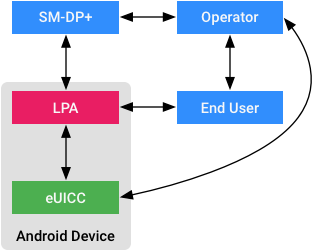 SM-DP+
Operator
LPA
End User
eUICC
Android Device